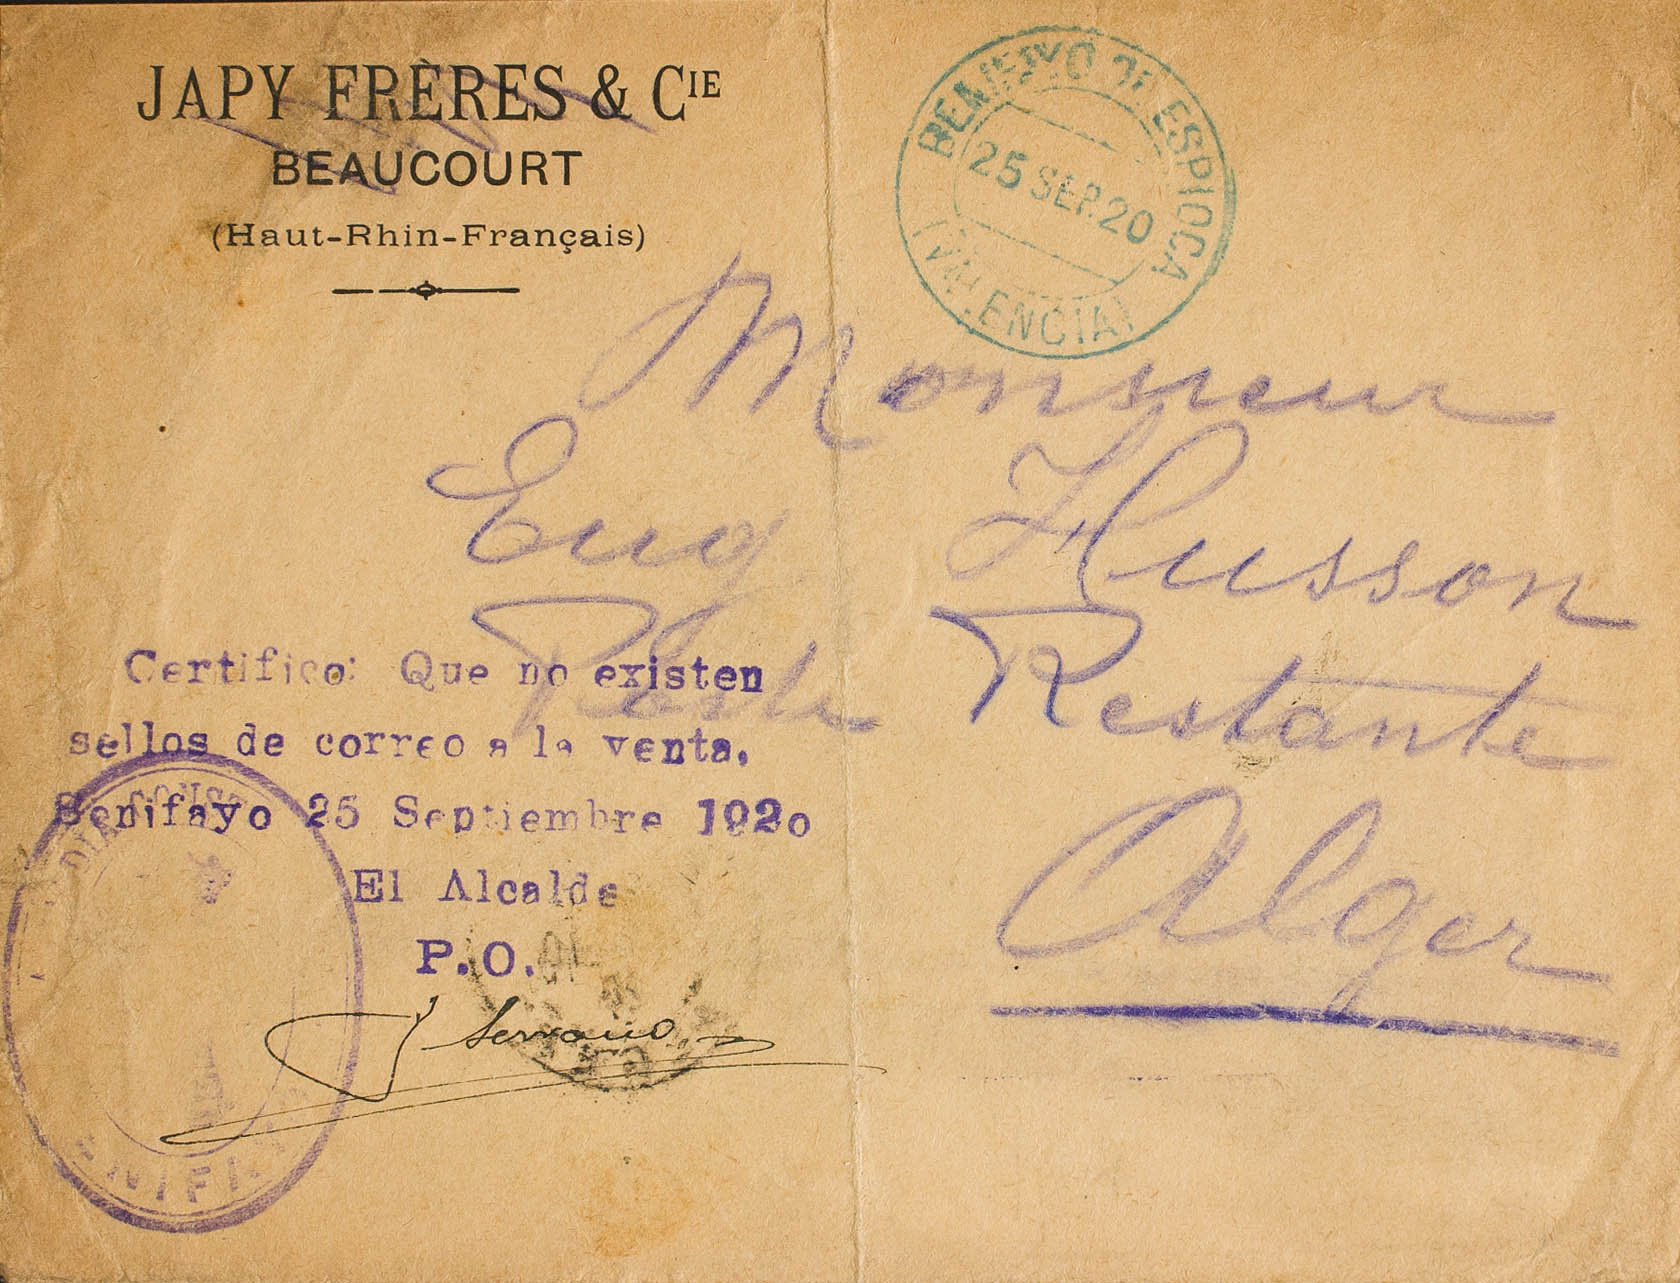 JAPY FRÈRES & CIE
BEAUCOURT
(Haut-Rhin-Français)
BENIFAYO DE ESPIOCA
25 SEP. 20
(VALENCIA)
Monsieur
Eug Husson
Poste Restante
Alger
Certifico: Que no existen
sellos de correo a la venta.
Benifayo 25 Septiembre 1920
El Alcalde
P.O.
Serrano